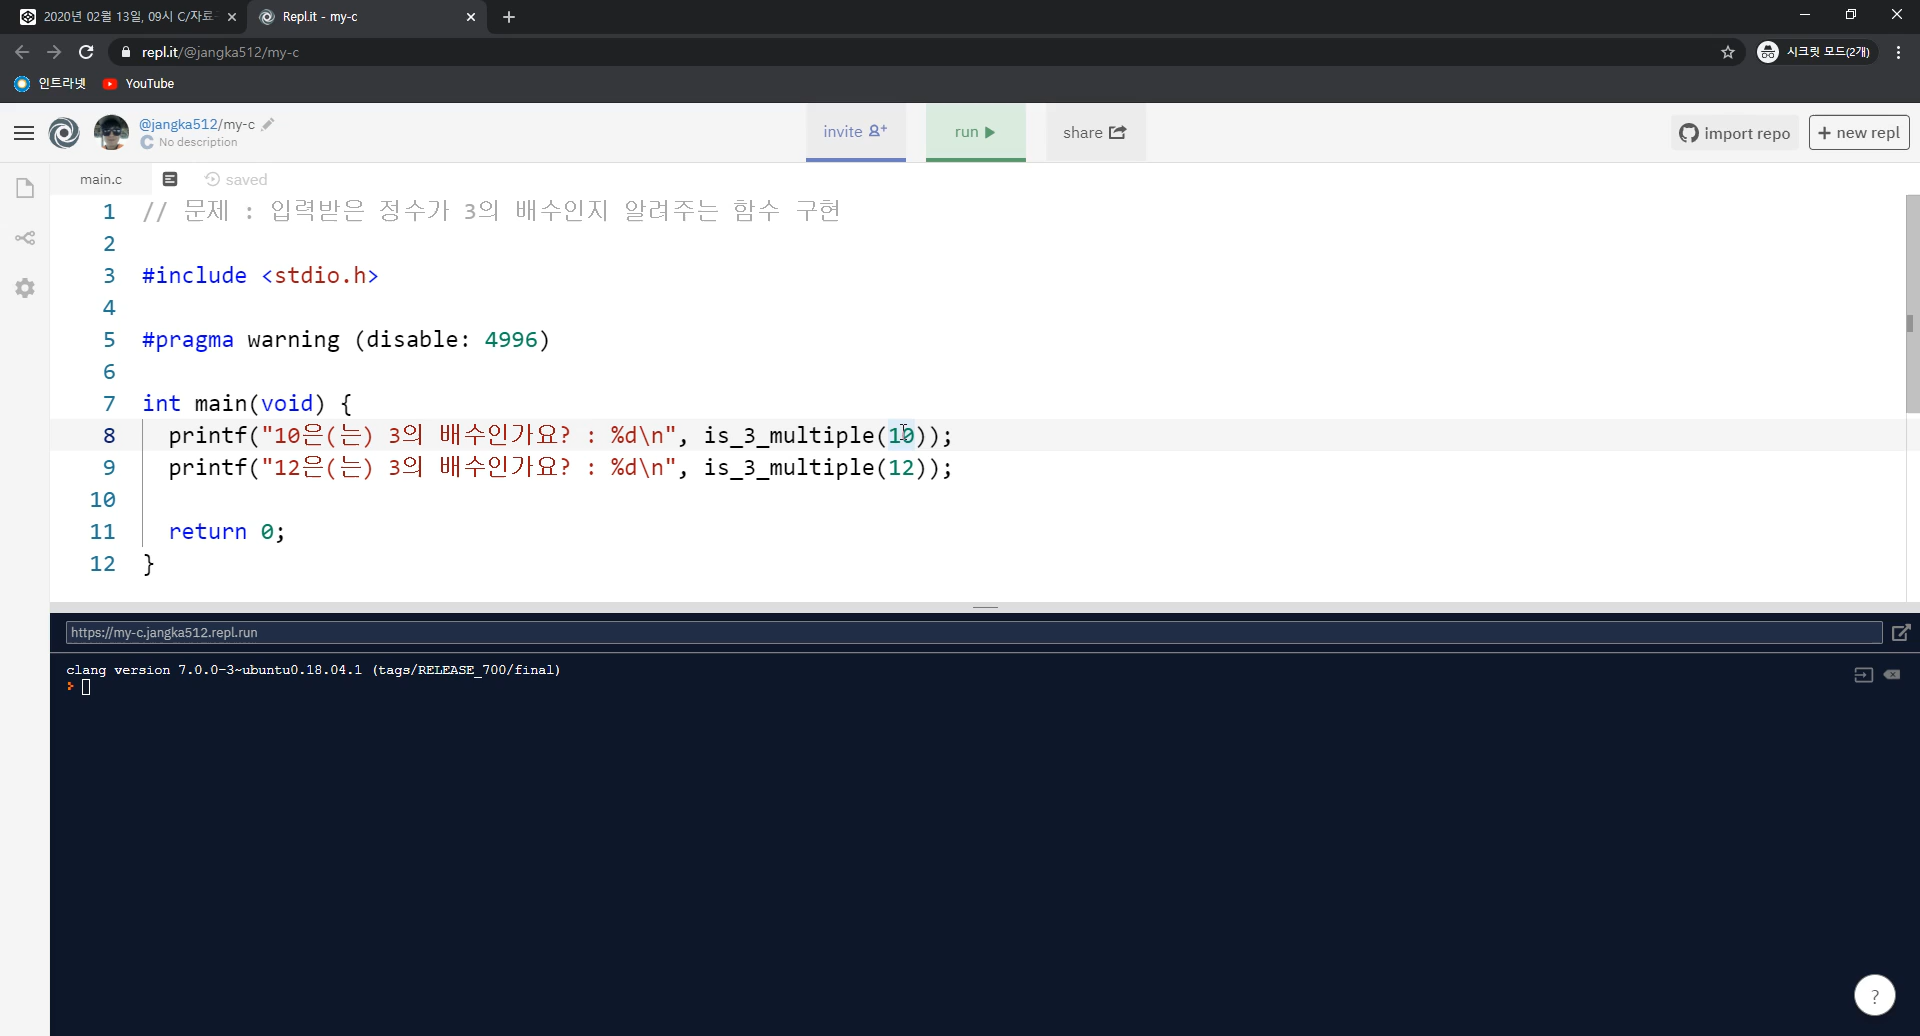 2020년 02월 13일, 09시 C/자료
Repl.it - my-c
repl.it/@jangka512/my-c
시크릿 모드(2개)
인트라넷
YouTube
@jangka512/my-c
C No description
invite
run
share
import repo
+ new repl
main.c
saved
1 // 문제 : 입력받은 정수가 3의 배수인지 알려주는 함수 구현
2
3 #include <stdio.h>
4
5 #pragma warning (disable: 4996)
6
7 int main(void) {
8 printf("10은(는) 3의 배수인가요? : %d\n", is_3_multiple(10));
9 printf("12은(는) 3의 배수인가요? : %d\n", is_3_multiple(12));
10
11 return 0;
12 }
https://my-c.jangka512.repl.run
clang version 7.0.0-3~ubuntu0.18.04.1 (tags/RELEASE_700/final)
?